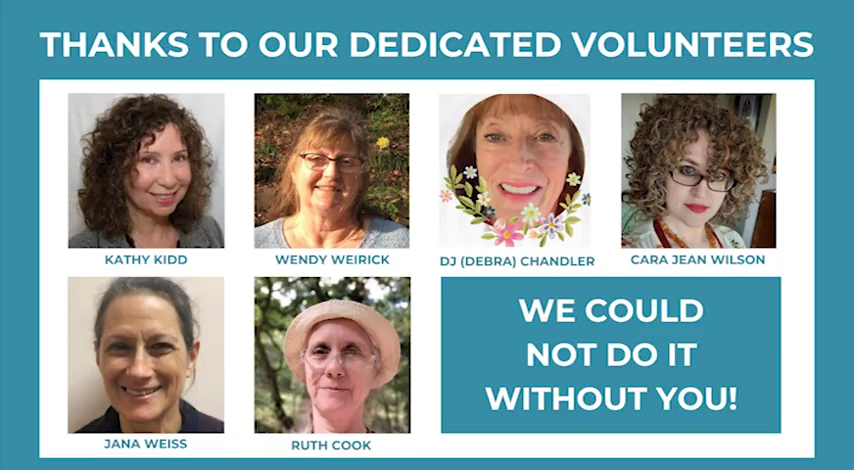 THANKS TO OUR DEDICATED VOLUNTEERS
KATHY KIDD
WENDY WEIRICK
DJ (DEBRA) CHANDLER
CARA JEAN WILSON
JANA WEISS
RUTH COOK
WE COULD
NOT DO IT
WITHOUT YOU!